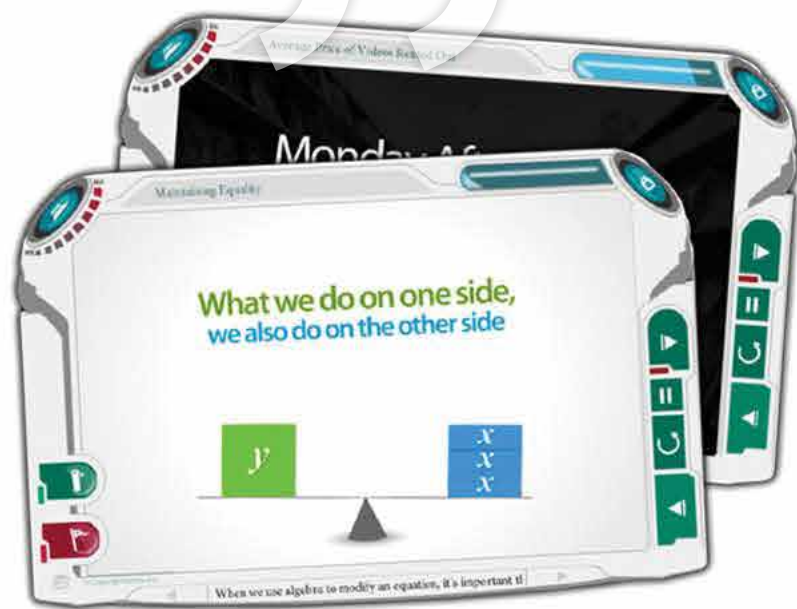 Average Price of Videos Rented Out
Monday
Maintaining Equality
What we do on one side,
we also do on the other side
y
x
x
x
When we use algebra to modify an equation, it's important